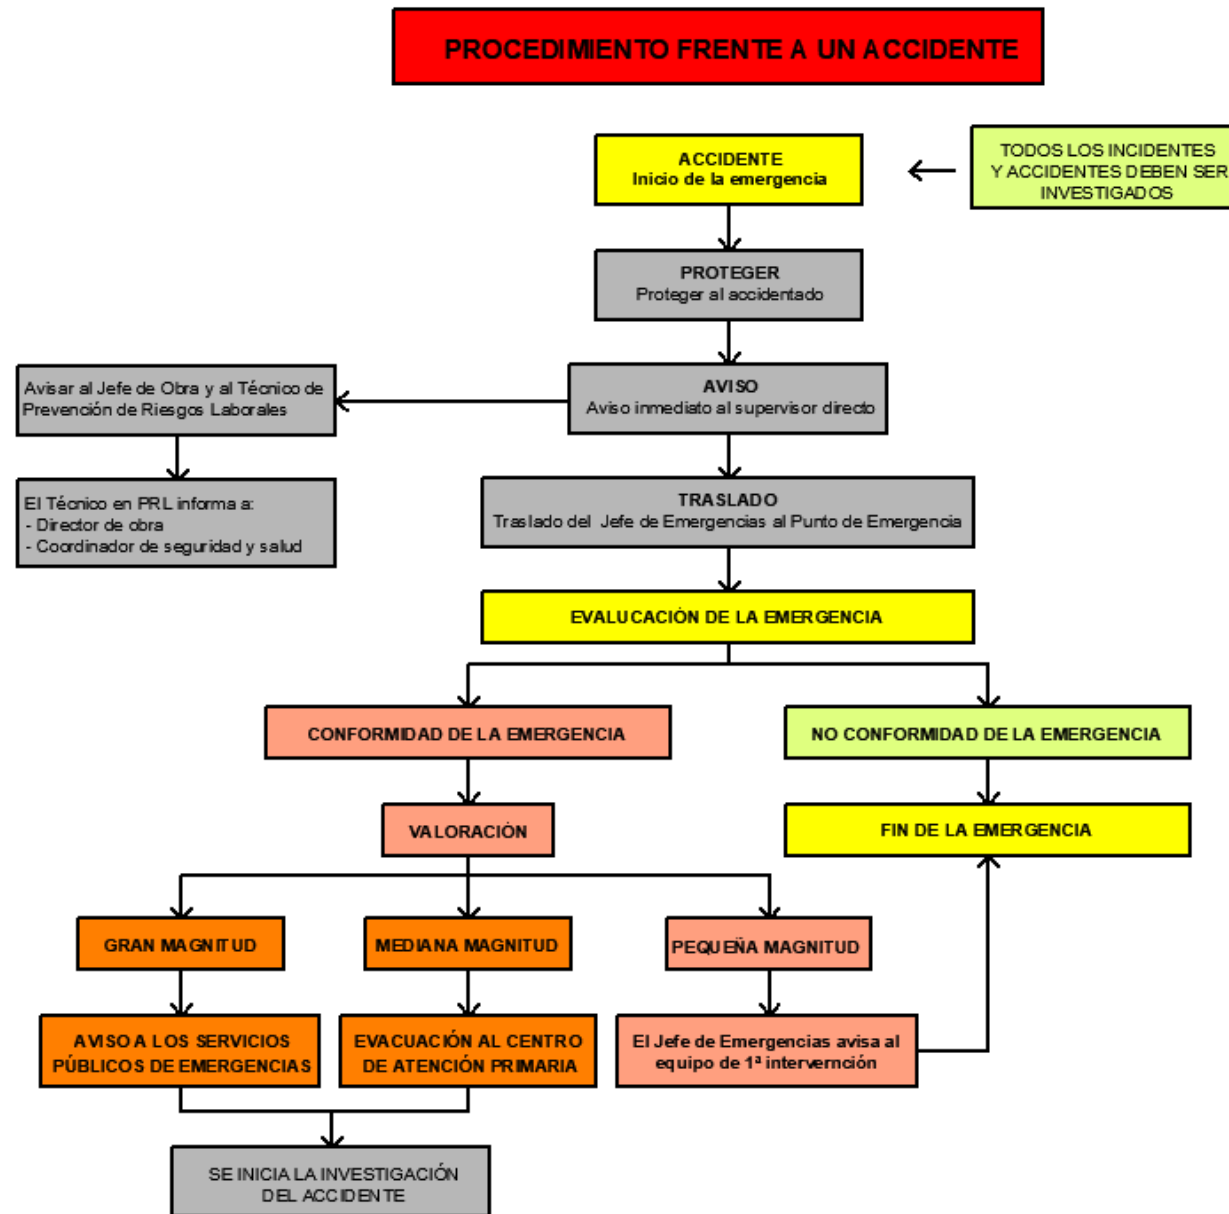 PROCEDIMIENTO FRENTE A UN ACCIDENTE
ACCIDENTE
Inicio de la emergencia
TODOS LOS INCIDENTES
Y ACCIDENTES DEBEN SER
INVESTIGADOS
PROTEGER
Proteger al accidentado
AVISO
Aviso inmediato al supervisor directo
Avisar al Jefe de Obra y al Técnico de
Prevención de Riesgos Laborales
El Técnico en PRL informa a:
- Director de obra
- Coordinador de seguridad y salud
TRASLADO
Traslado del Jefe de Emergencias al Punto de Emergencia
EVALUCACIÓN DE LA EMERGENCIA
CONFORMIDAD DE LA EMERGENCIA
NO CONFORMIDAD DE LA EMERGENCIA
VALORACIÓN
FIN DE LA EMERGENCIA
GRAN MAGNITUD
MEDIANA MAGNITUD
PEQUEÑA MAGNITUD
AVISO A LOS SERVICIOS
PÚBLICOS DE EMERGENCIAS
EVACUACIÓN AL CENTRO
DE ATENCIÓN PRIMARIA
El Jefe de Emergencias avisa al
equipo de 1ª intervernción
SE INICIA LA INVESTIGACIÓN
DEL ACCIDENTE